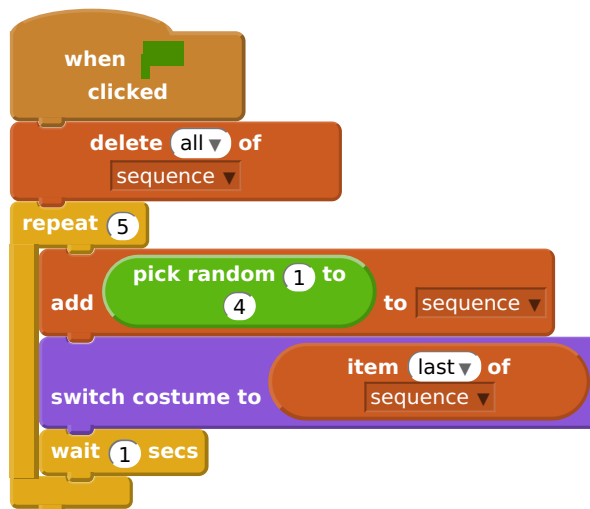 when
clicked
delete all ▼ of
sequence ▼
repeat 5
pick random 1 to
4
add to sequence ▼
item last ▼ of
sequence ▼
switch costume to
wait 1 secs